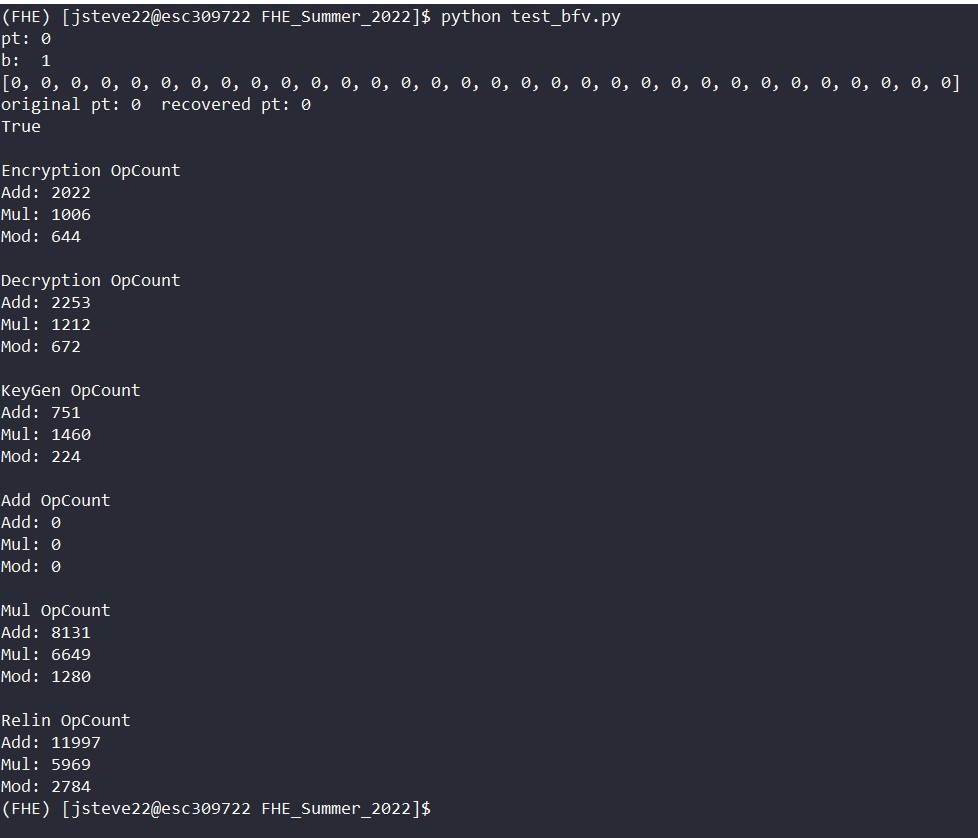 (FHE) [jsteve22@esc309722 FHE_Summer_2022]$ python test_bfv.py
pt: 0
b:  1
[0, 0, 0, 0, 0, 0, 0, 0, 0, 0, 0, 0, 0, 0, 0, 0, 0, 0, 0, 0, 0, 0, 0, 0, 0, 0, 0, 0, 0, 0, 0, 0]
original pt: 0  recovered pt: 0
True
Encryption OpCount
Add: 2022
Mul: 1006
Mod: 644
Decryption OpCount
Add: 2253
Mul: 1212
Mod: 672
KeyGen OpCount
Add: 751
Mul: 1460
Mod: 224
Add OpCount
Add: 0
Mul: 0
Mod: 0
Mul OpCount
Add: 8131
Mul: 6649
Mod: 1280
Relin OpCount
Add: 11997
Mul: 5969
Mod: 2784
(FHE) [jsteve22@esc309722 FHE_Summer_2022]$